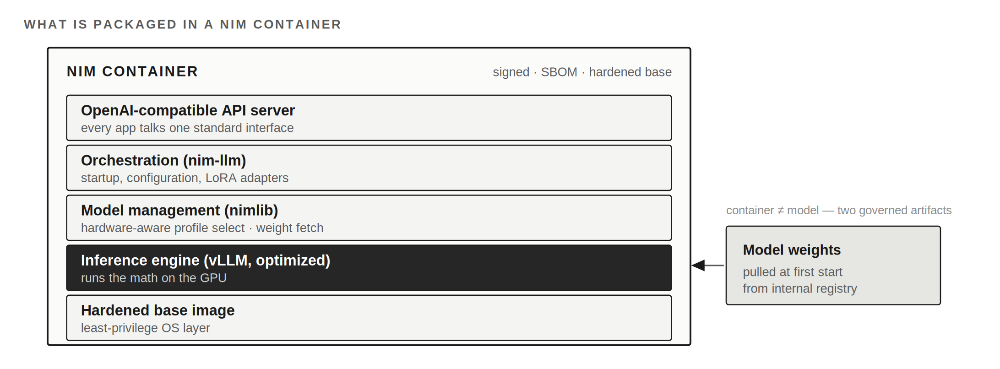 WHAT IS PACKAGED IN A NIM CONTAINER
NIM CONTAINER
signed · SBOM · hardened base
OpenAI-compatible API server
every app talks one standard interface
Orchestration (nim-llm)
startup, configuration, LoRA adapters
Model management (nimlib)
hardware-aware profile select · weight fetch
Inference engine (vLLM, optimized)
runs the math on the GPU
Hardened base image
least-privilege OS layer
container ≠ model — two governed artifacts
Model weights
pulled at first start
from internal registry